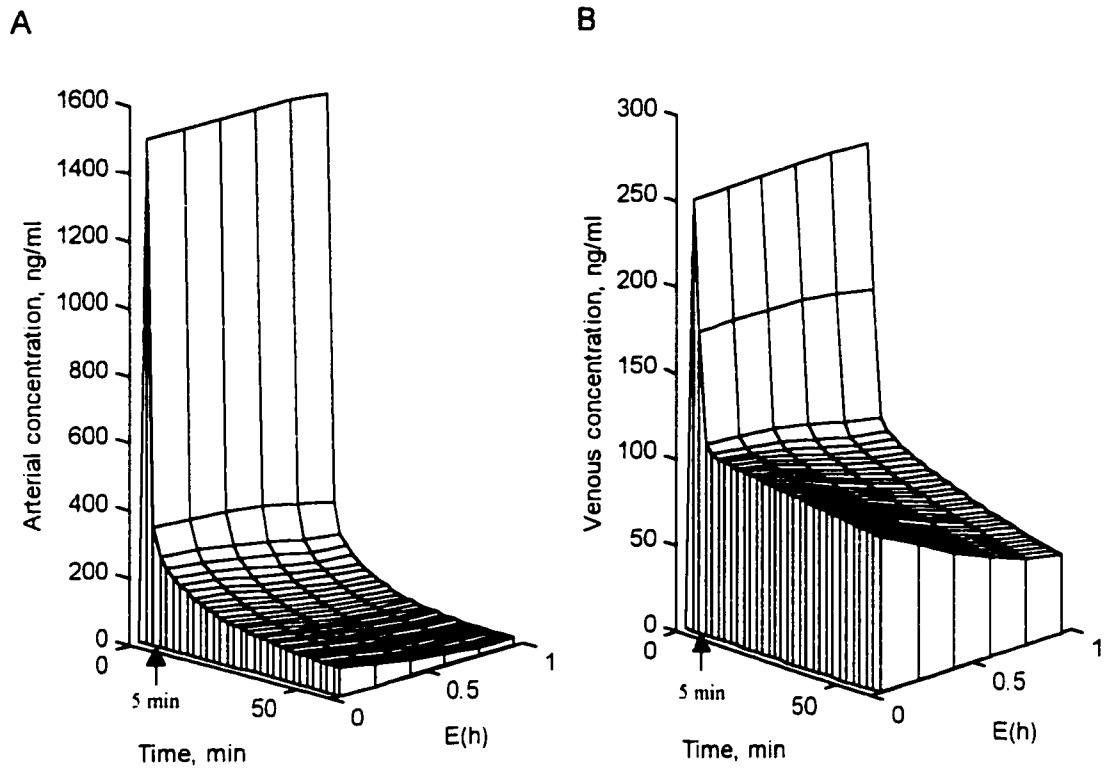 A
Arterial concentration, ng/ml
1600
1400
1200
1000
800
600
400
200
0
0
5 min
50
Time, min
0
0.5
1
E(h)
B
Venous concentration, ng/ml
300
250
200
150
100
50
0
0
5 min
50
Time, min
0
0.5
1
E(h)